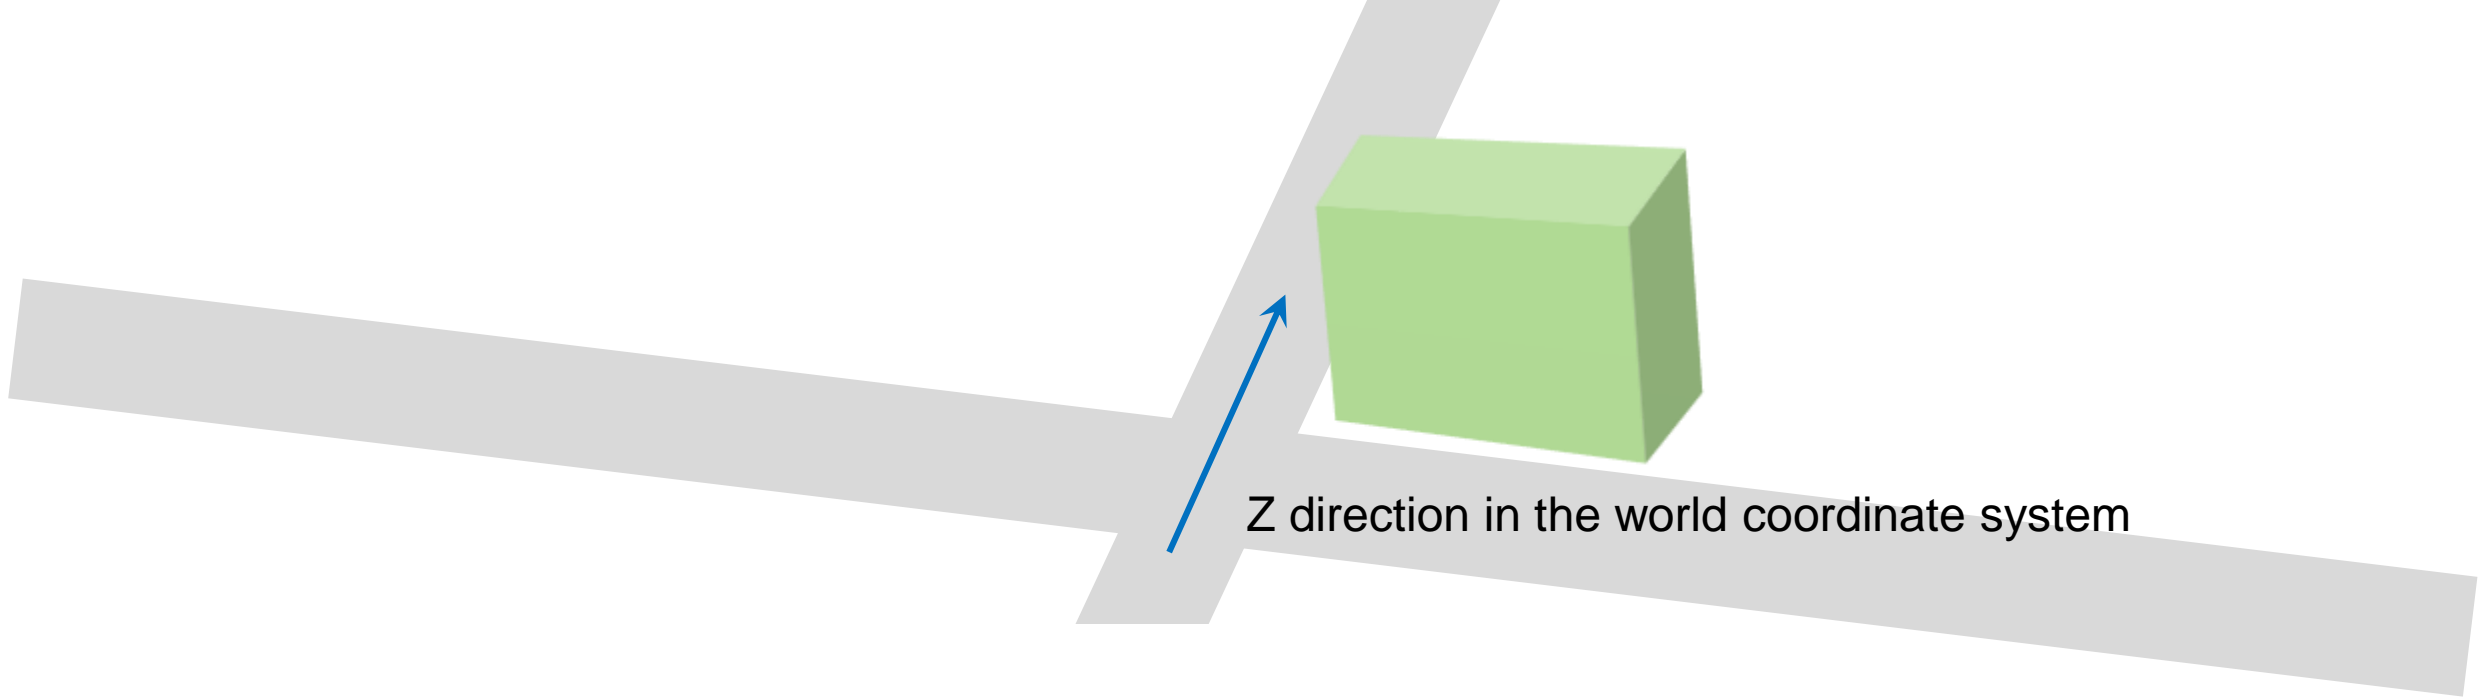 Z direction in the world coordinate system